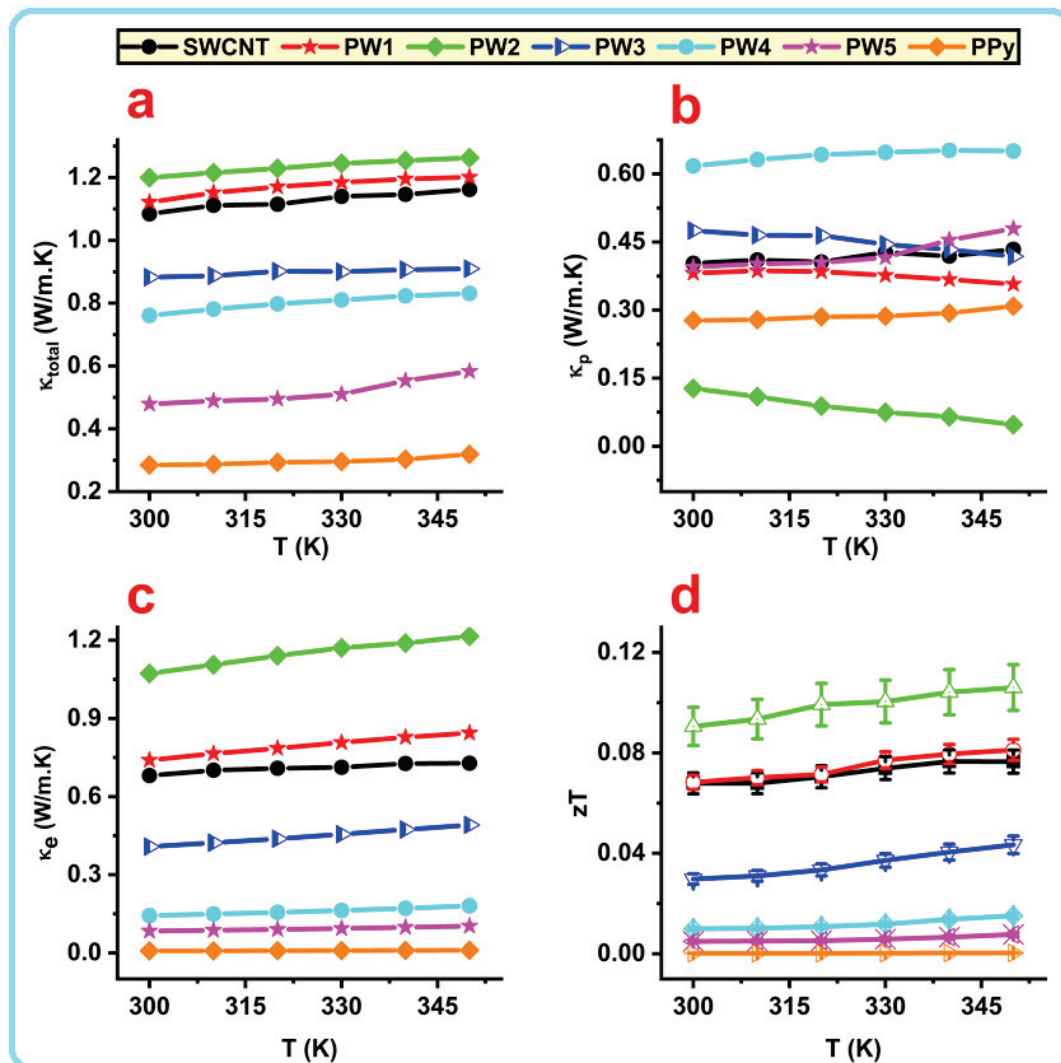 SWCNT PW1 PW2 PW3 PW4 PW5 PPy
a
κtotal (W/m.K)
1.2
1.0
0.8
0.6
0.4
0.2
300 315 330 345
T (K)
b
κp (W/m.K)
0.60
0.45
0.30
0.15
0.00
300 315 330 345
T (K)
c
κe (W/m.K)
1.2
0.9
0.6
0.3
0.0
300 315 330 345
T (K)
d
zT
0.12
0.08
0.04
0.00
300 315 330 345
T (K)